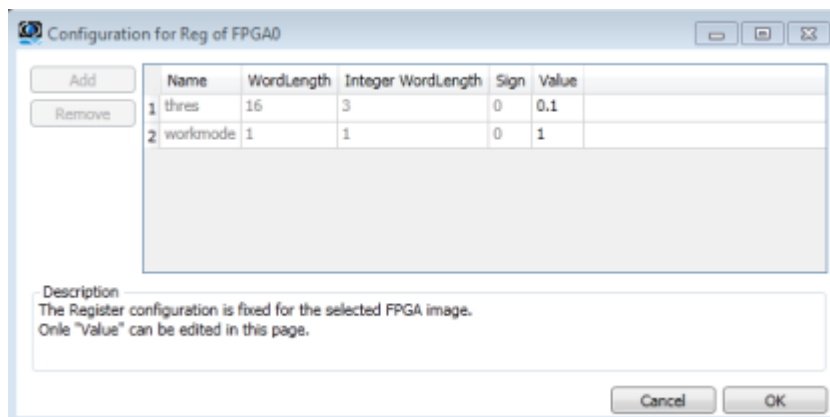 Configuration for Reg of FPGA0
Add
Remove
Name WordLength Integer WordLength Sign Value
1 thres 16 3 0 0.1
2 workmode 1 1 0 1
Description
The Register configuration is fixed for the selected FPGA image.
Onle "Value" can be edited in this page.
Cancel OK